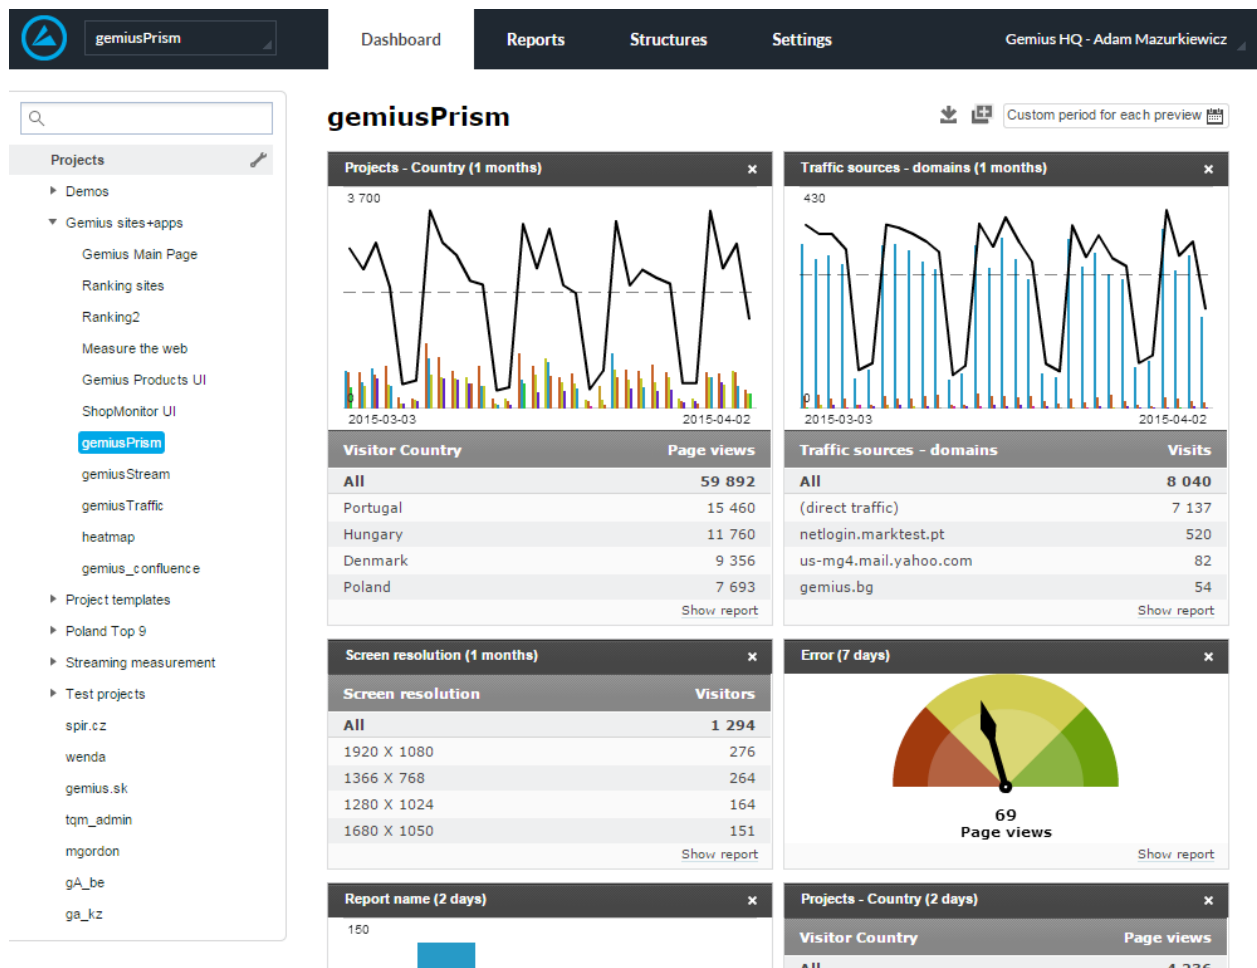 gemiusPrism
Dashboard
Reports
Structures
Settings
Gemius HQ - Adam Mazurkiewicz
Projects
Demos
Gemius sites+apps
Gemius Main Page
Ranking sites
Ranking2
Measure the web
Gemius Products UI
ShopMonitor UI
gemiusPrism
gemiusStream
gemiusTraffic
heatmap
gemius_confluence
Project templates
Poland Top 9
Streaming measurement
Test projects
spir.cz
wenda
gemius.sk
tqm_admin
mgordon
gA_be
ga_kz
gemiusPrism
Custom period for each preview
Projects - Country (1 months)
3 700
0
2015-03-03 2015-04-02
Visitor Country Page views
All 59 892
Portugal 15 460
Hungary 11 760
Denmark 9 356
Poland 7 693
Show report
Traffic sources - domains (1 months)
430
0
2015-03-03 2015-04-02
Traffic sources - domains Visits
All 8 040
(direct traffic) 7 137
netlogin.marktest.pt 520
us-mg4.mail.yahoo.com 82
gemius.bg 54
Show report
Screen resolution (1 months)
Screen resolution Visitors
All 1 294
1920 X 1080 276
1366 X 768 264
1280 X 1024 164
1680 X 1050 151
Show report
Error (7 days)
69
Page views
Show report
Report name (2 days)
150
Projects - Country (2 days)
Visitor Country Page views
All 4 236